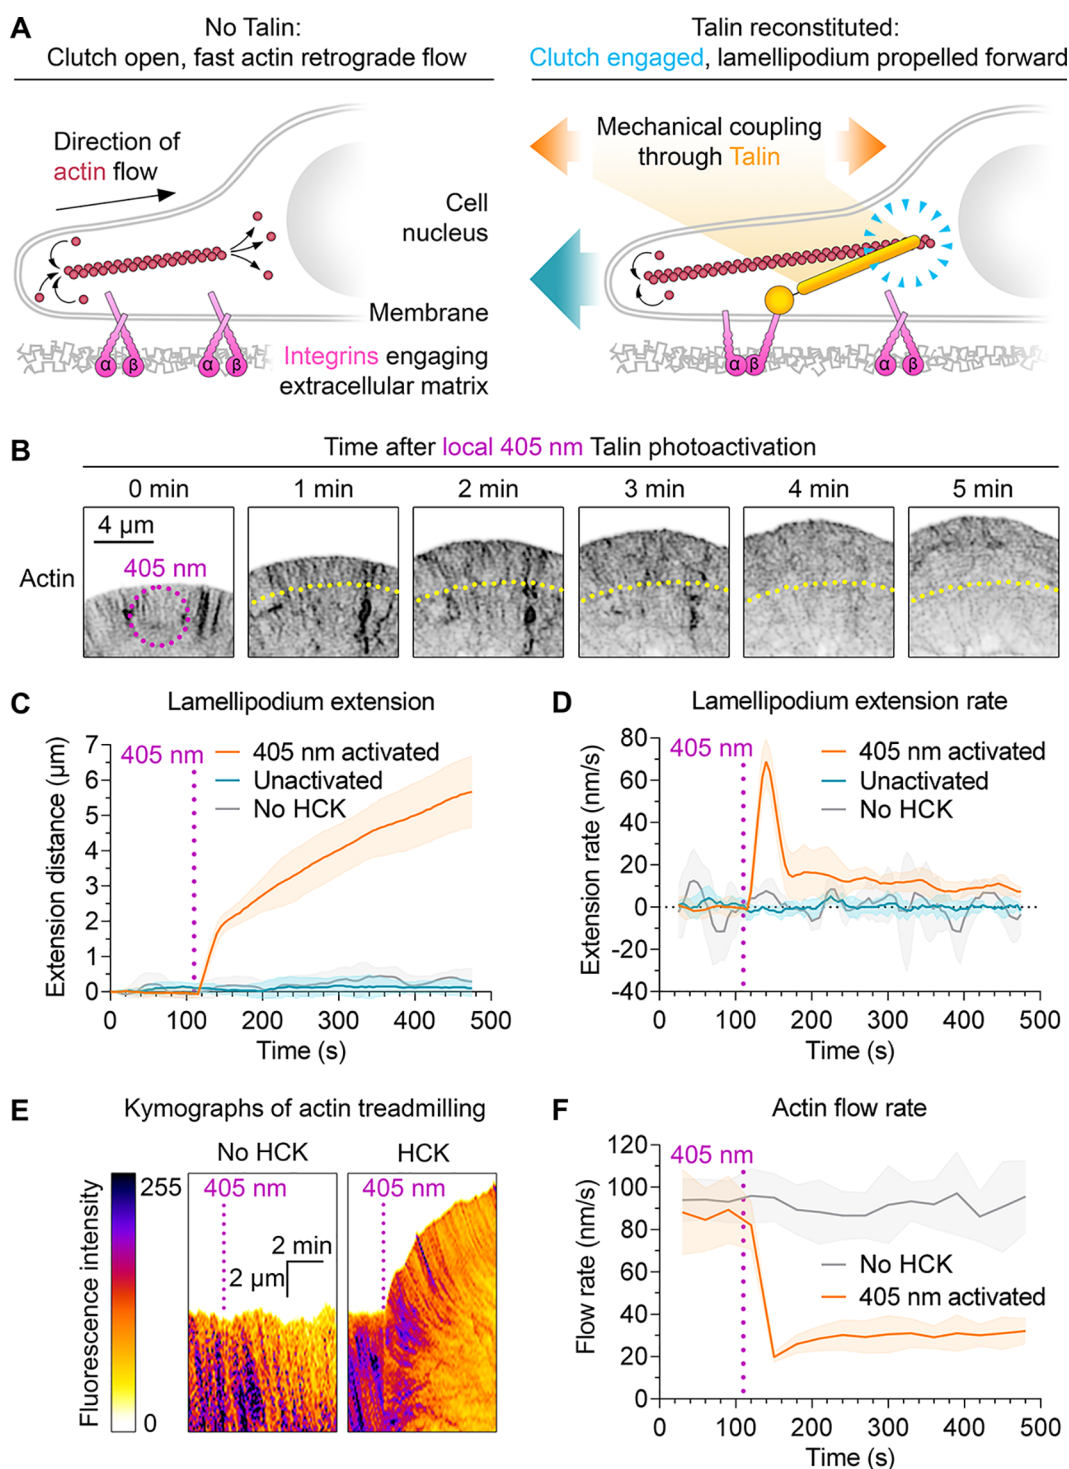 A
No Talin:
Clutch open, fast actin retrograde flow
Talin reconstituted:
Clutch engaged, lamellipodium propelled forward
Direction of
actin flow
Mechanical coupling
through Talin
Cell
nucleus
Membrane
Integrins engaging
extracellular matrix
α β α β
α β α β
B
Time after local 405 nm Talin photoactivation
0 min 1 min 2 min 3 min 4 min 5 min
4 μm
405 nm
Actin
C
Lamellipodium extension
Extension distance (μm)
7
6
5
4
3
2
1
0
405 nm
405 nm activated
Unactivated
No HCK
0 100 200 300 400 500
Time (s)
D
Lamellipodium extension rate
Extension rate (nm/s)
80
60
40
20
0
-20
-40
405 nm
405 nm activated
Unactivated
No HCK
0 100 200 300 400 500
Time (s)
E
Kymographs of actin treadmilling
No HCK HCK
Fluorescence intensity
255
0
405 nm
405 nm
2 min
2 μm
F
Actin flow rate
Flow rate (nm/s)
120
100
80
60
40
20
0
405 nm
No HCK
405 nm activated
0 100 200 300 400 500
Time (s)